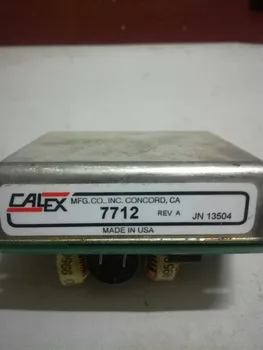 CALEX MFG. CO., INC. CONCORD, CA
7712 REV A JN 13504
MADE IN USA